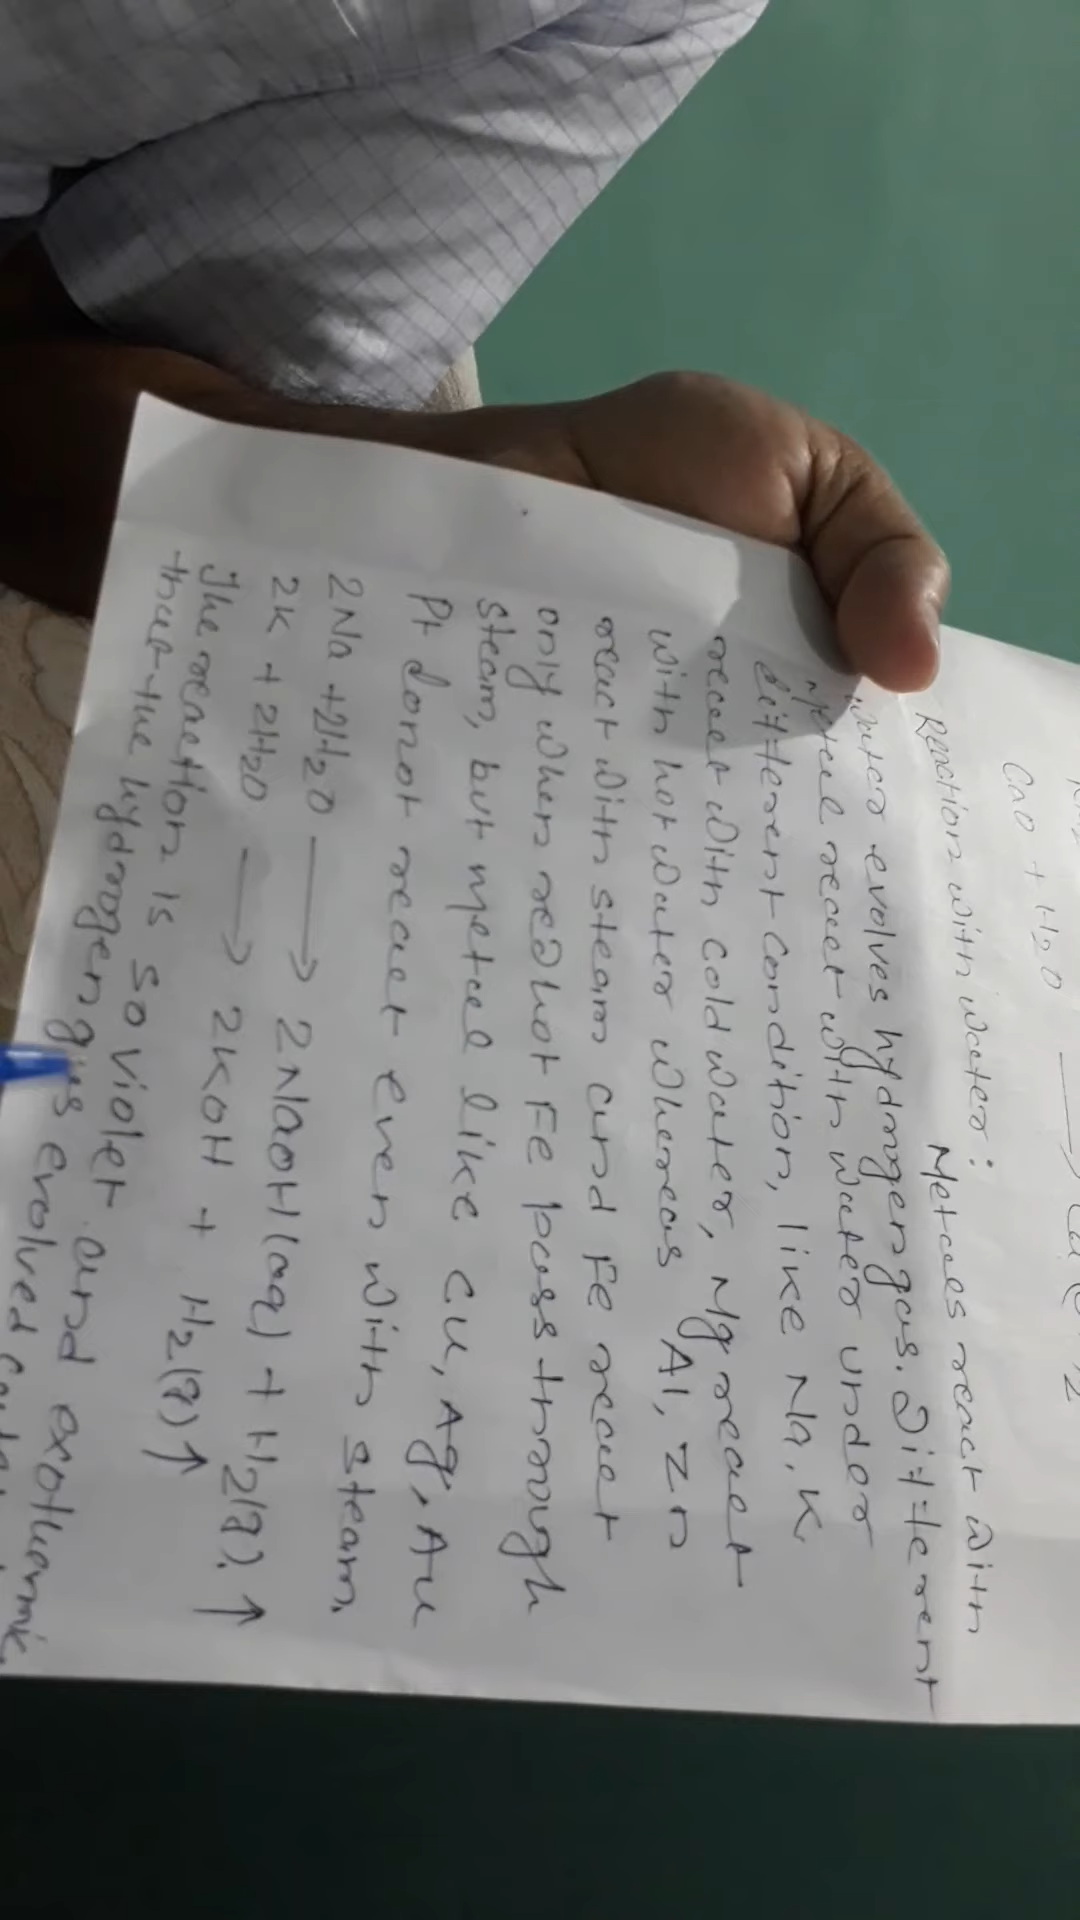 CaO + H2O →
Reaction with water: Metals react with
water evolves hydrogen gas. Different
Metal react with water under
different condition, like Na, K,
react with cold water, Mg react
with hot water whereas Al, Zn
react with steam and Fe react
only when red hot Fe pass through
steam, but metal like Cu, Ag, Au
Pt donot react even with steam.
2Na + 2H2O → 2NaOH(aq) + H2(g). ↑
2K + 2H2O → 2KOH + H2(g) ↑
The reaction is so violet and exothermic
that the hydrogen gas evolved